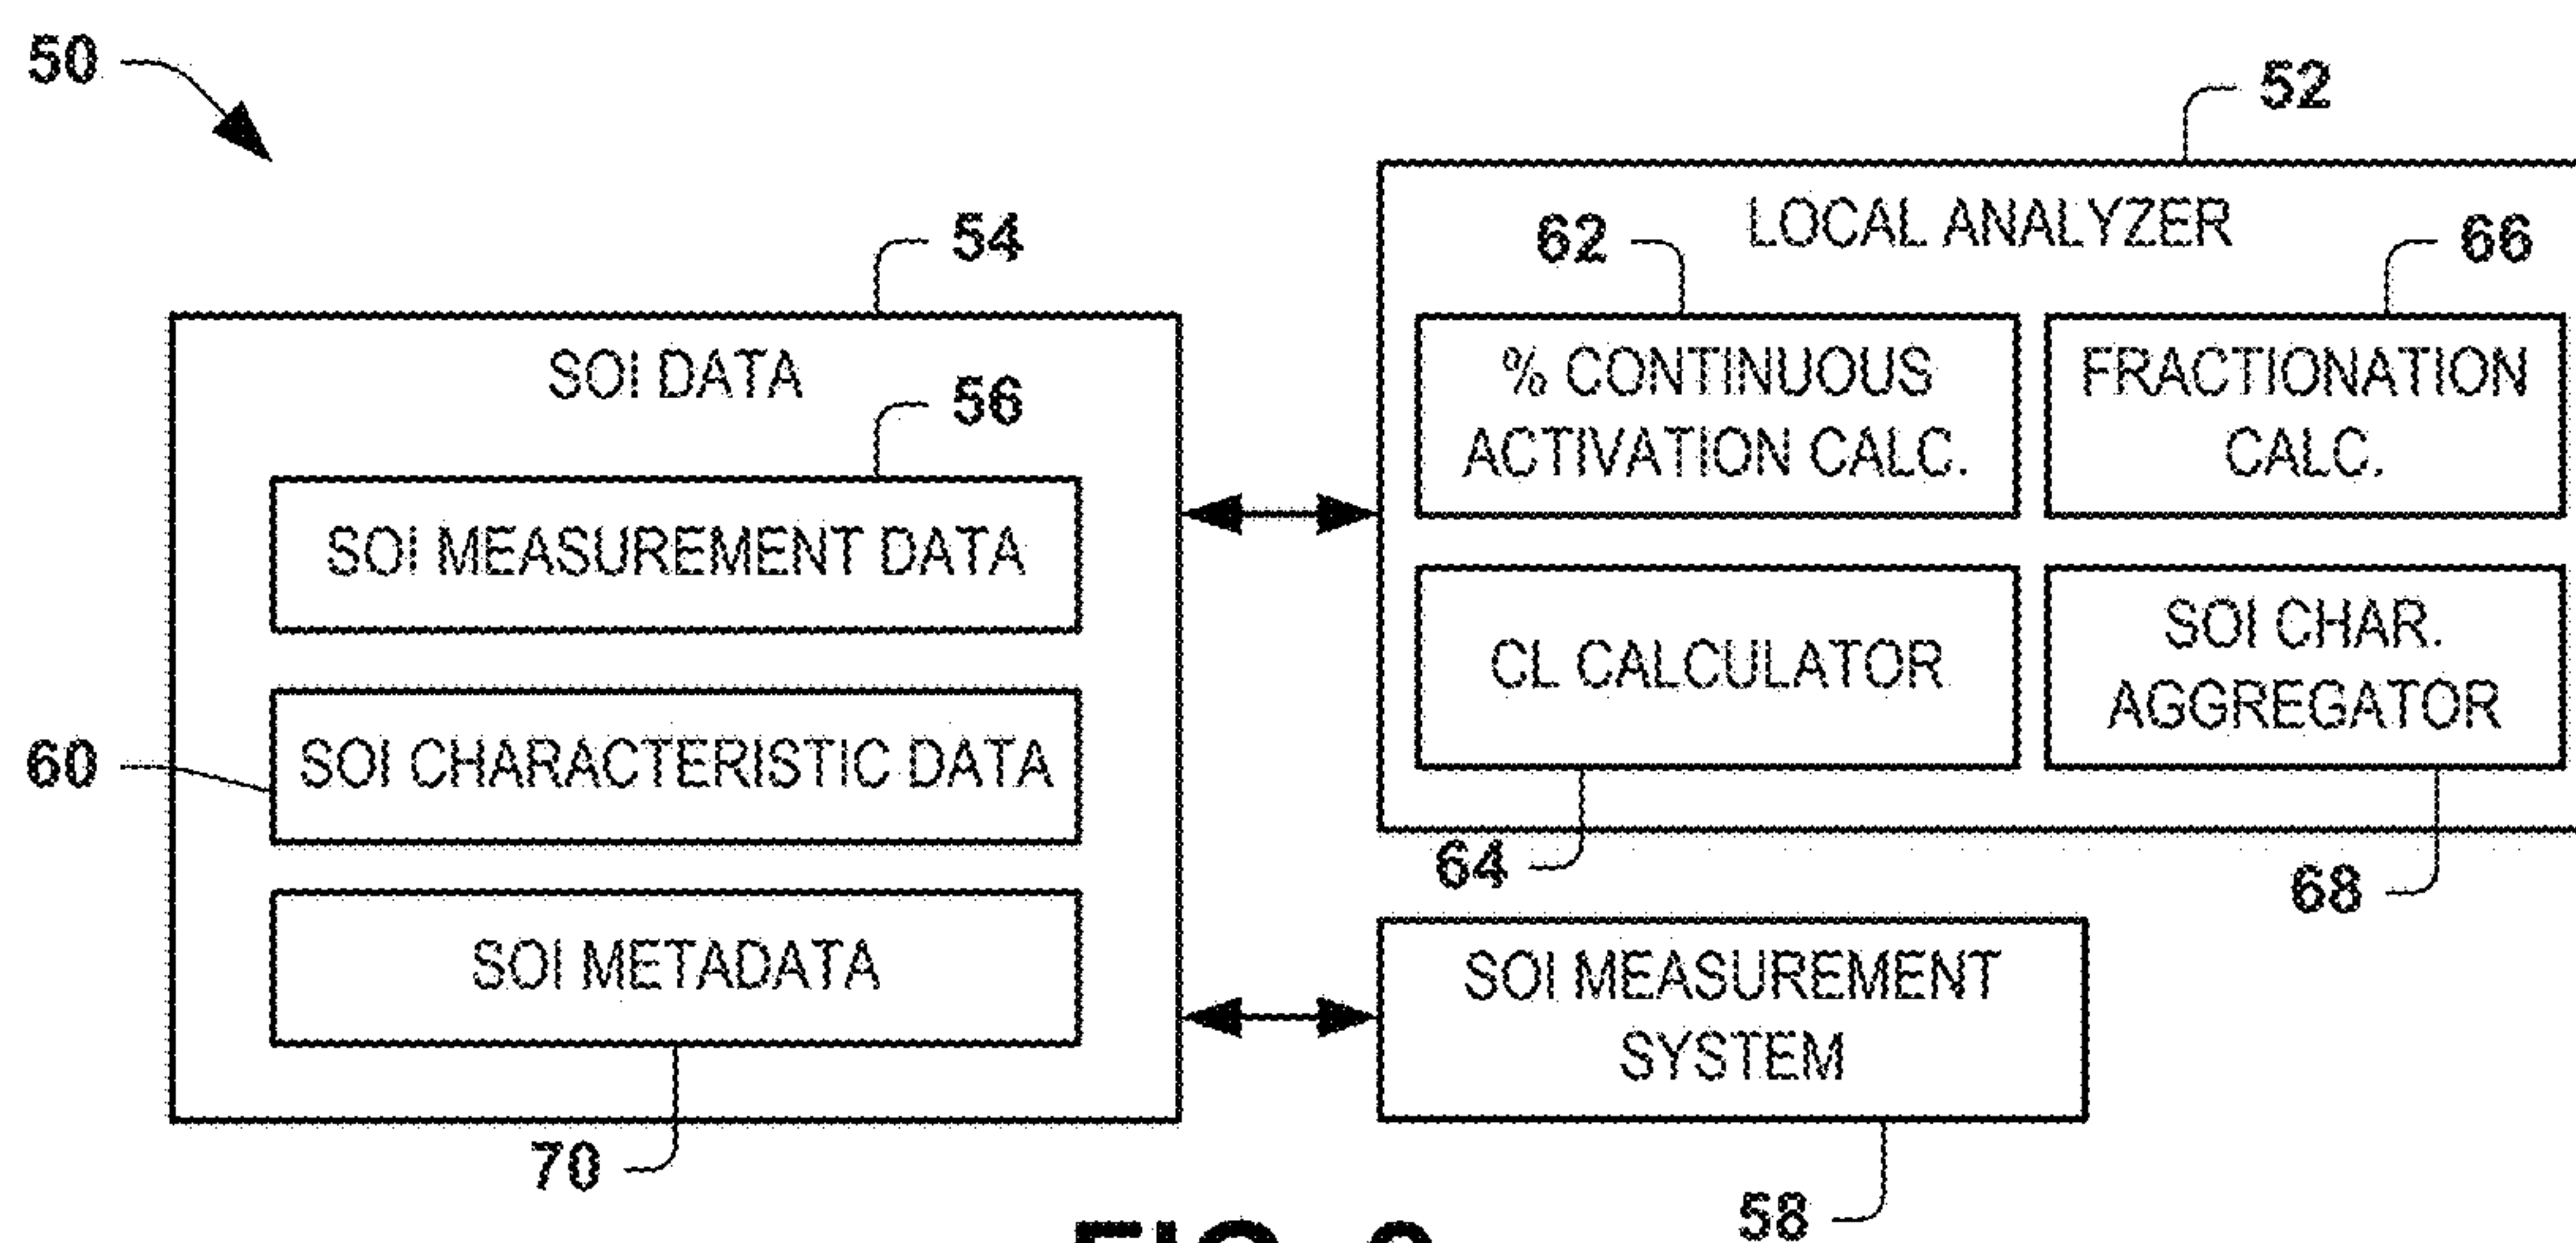 50
52
54
LOCAL ANALYZER
62
66
SOI DATA
56
% CONTINUOUS
ACTIVATION CALC.
FRACTIONATION
CALC.
SOI MEASUREMENT DATA
CL CALCULATOR
SOI CHAR.
AGGREGATOR
60
SOI CHARACTERISTIC DATA
64
68
SOI METADATA
SOI MEASUREMENT
SYSTEM
70
58